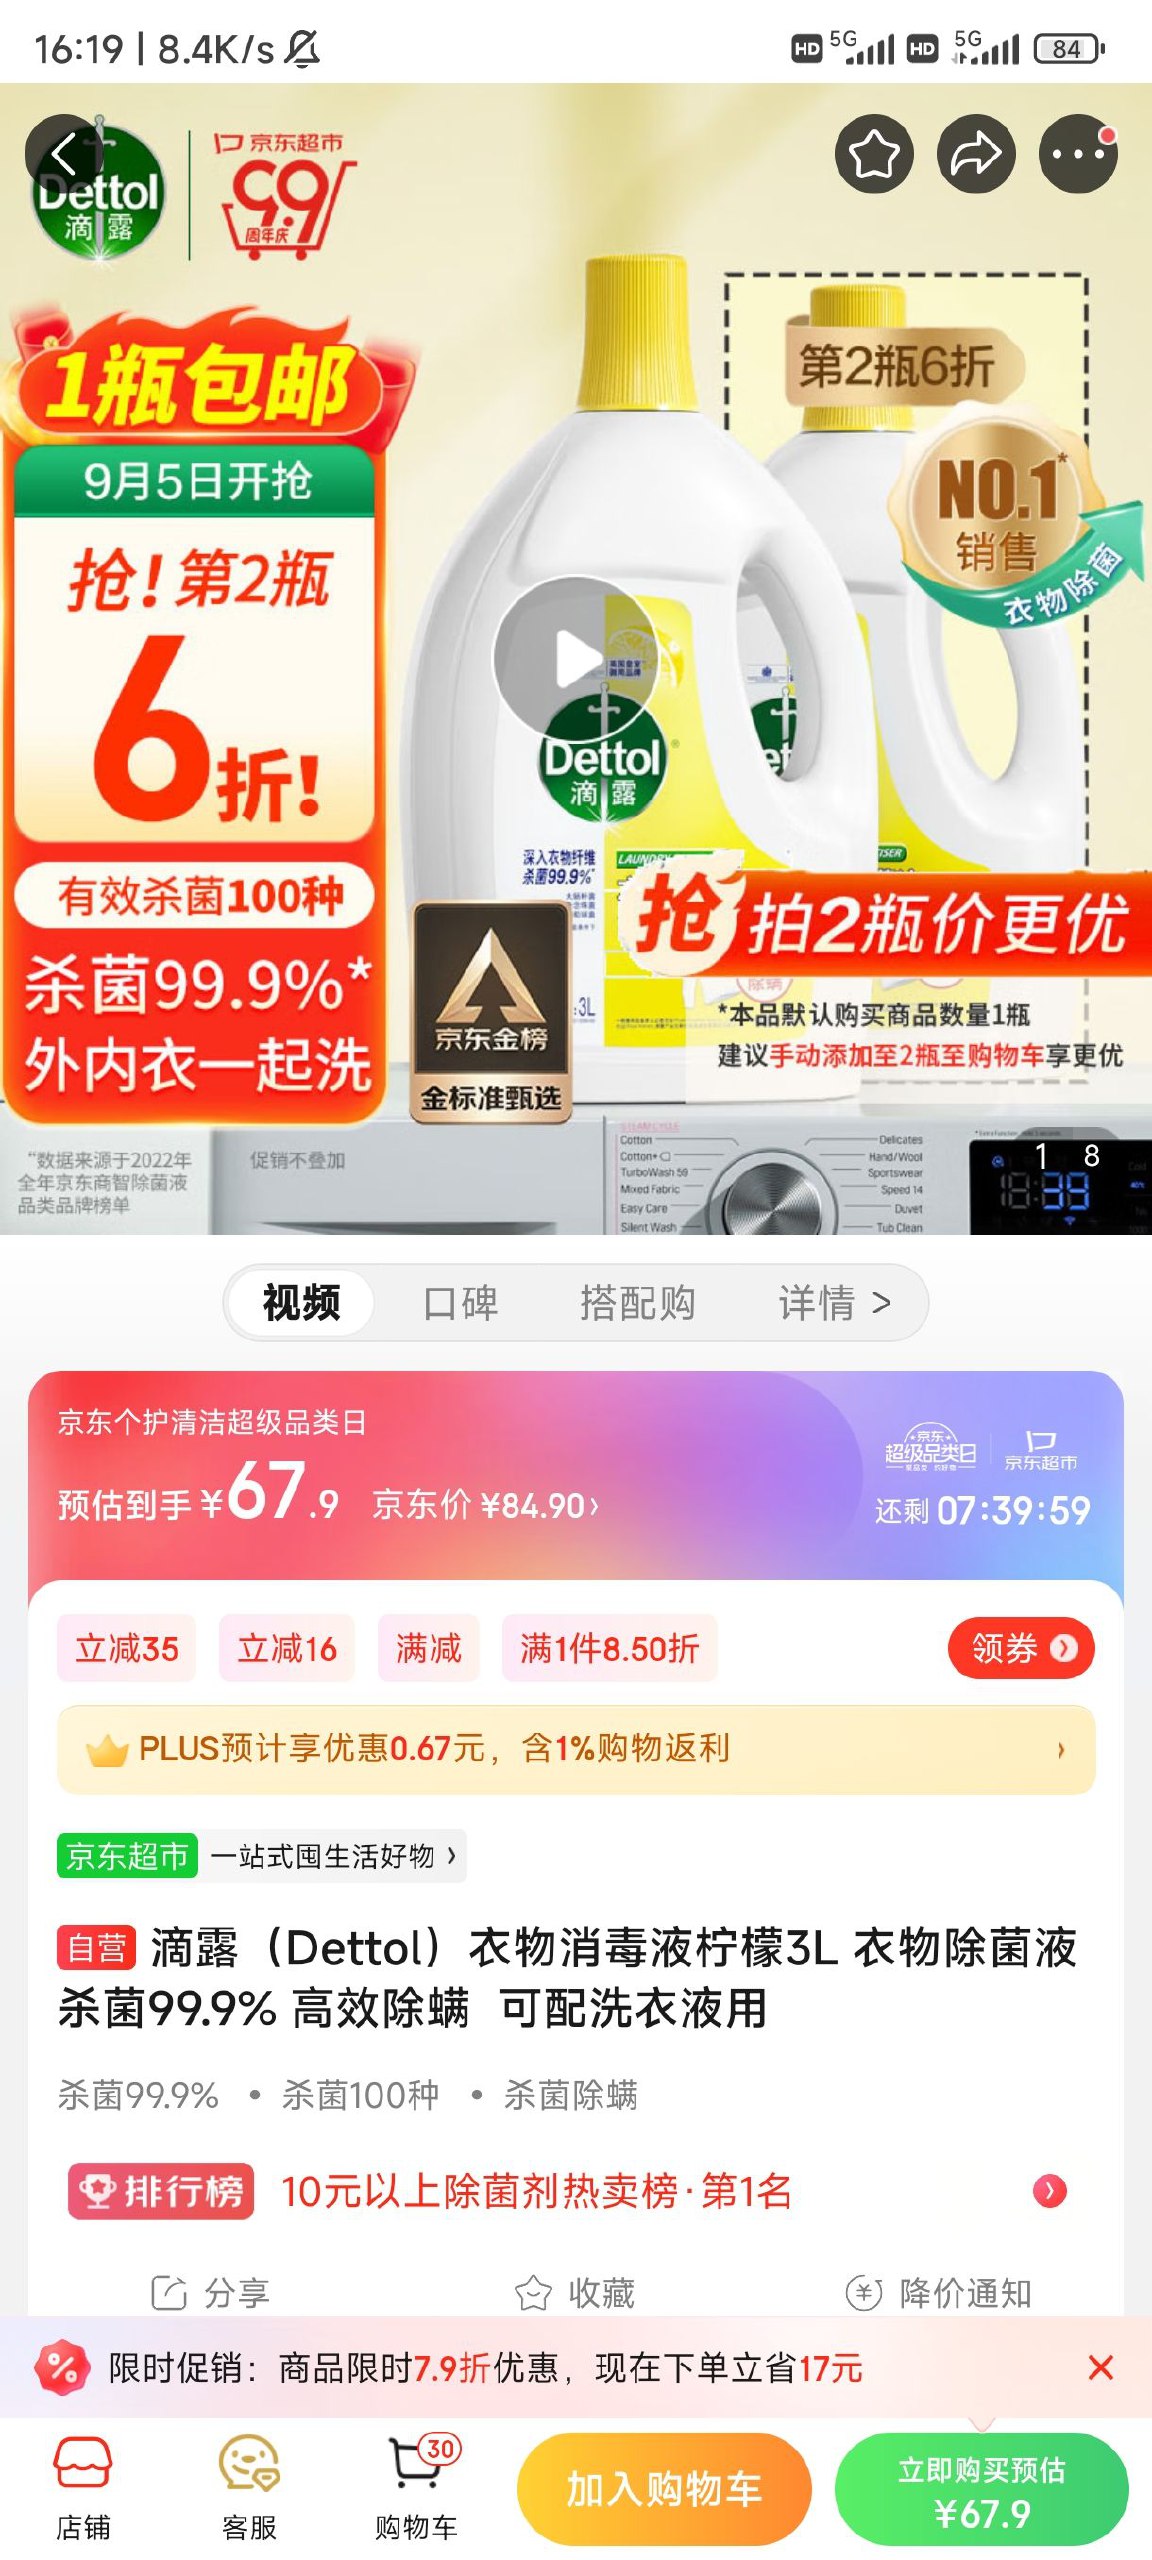 16:19 | 8.4K/s
HD 5G HD 5G 84
Dettol
滴露
京东超市
9.9
周年庆
1瓶包邮
9月5日开抢
抢!第2瓶
6折!
有效杀菌100种
杀菌99.9%*
外内衣一起洗
第2瓶6折
NO.1*
销售
衣物除菌
Dettol
滴露
深入衣物纤维
杀菌99.9%*
3L
京东金榜
金标准甄选
抢 拍2瓶价更优
除螨
*本品默认购买商品数量1瓶
建议手动添加至2瓶至购物车享更优
"数据来源于2022年
全年京东商智除菌液
品类品牌榜单
促销不叠加
Cotton
Cotton+
TurboWash 59
Mixed Fabric
Easy Care
Silent Wash
Delicates
Hand/Wool
Sportswear
Speed 14
Duvet
Tub Clean
1 8
视频 口碑 搭配购 详情 >
京东个护清洁超级品类日
预估到手 ¥67.9 京东价 ¥84.90›
京东
超级品类日
京东超市
还剩 07:39:59
立减35 立减16 满减 满1件8.50折 领券
PLUS预计享优惠0.67元，含1%购物返利 ›
京东超市 一站式囤生活好物 ›
自营 滴露（Dettol）衣物消毒液柠檬3L 衣物除菌液
杀菌99.9% 高效除螨 可配洗衣液用
杀菌99.9% • 杀菌100种 • 杀菌除螨
排行榜 10元以上除菌剂热卖榜·第1名
分享 收藏 降价通知
限时促销：商品限时7.9折优惠，现在下单立省17元
店铺 客服 购物车 30
加入购物车
立即购买预估
¥67.9